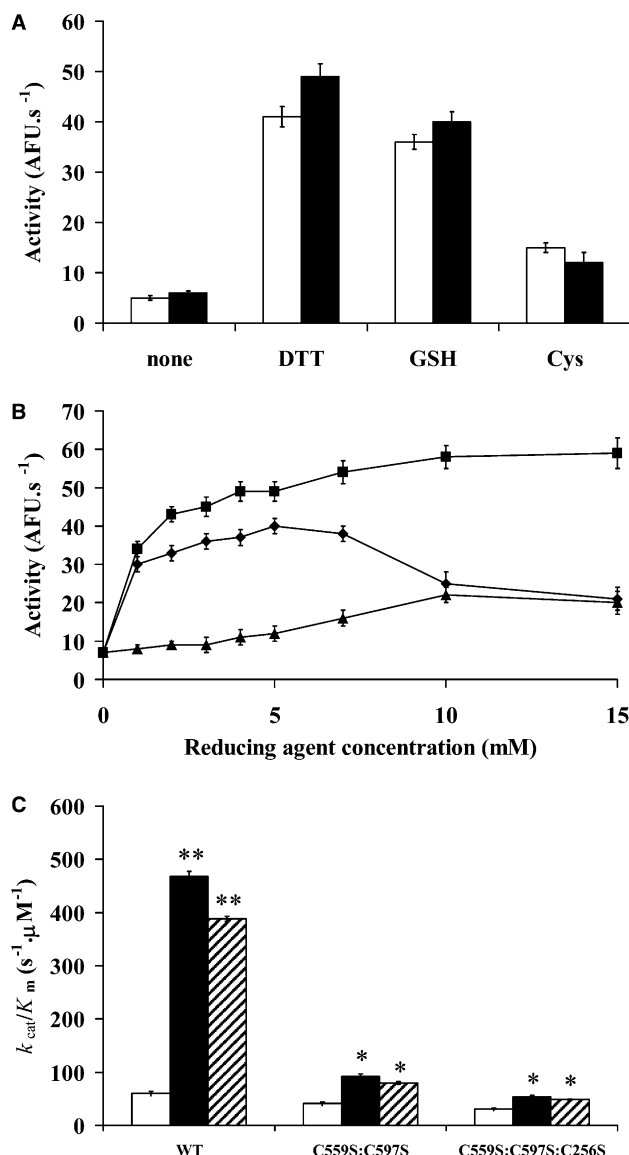 A
60
50
40
30
20
10
0
Activity (AFU.s⁻¹)
none DTT GSH Cys
B
70
60
50
40
30
20
10
0
Activity (AFU.s⁻¹)
0 5 10 15
Reducing agent concentration (mM)
C
600
500
400
300
200
100
0
k cat/K m (s⁻¹.µM⁻¹)
** **
* *
* *
WT C559S:C597S C559S:C597S:C256S